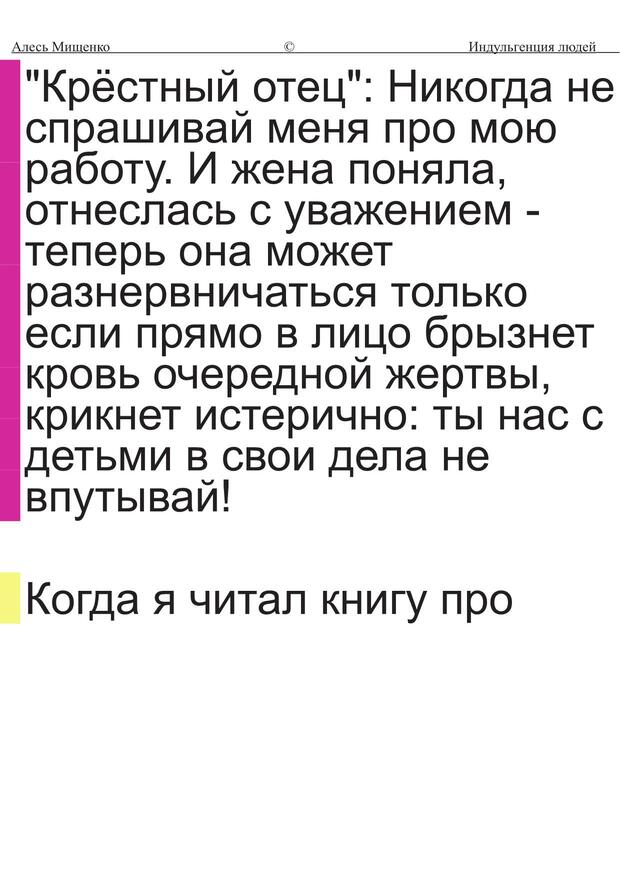 Алесь Мищенко © Индульгенция людей
"Крёстный отец": Никогда не
спрашивай меня про мою
работу. И жена поняла,
отнеслась с уважением -
теперь она может
разнервничаться только
если прямо в лицо брызнет
кровь очередной жертвы,
крикнет истерично: ты нас с
детьми в свои дела не
впутывай!
Когда я читал книгу про